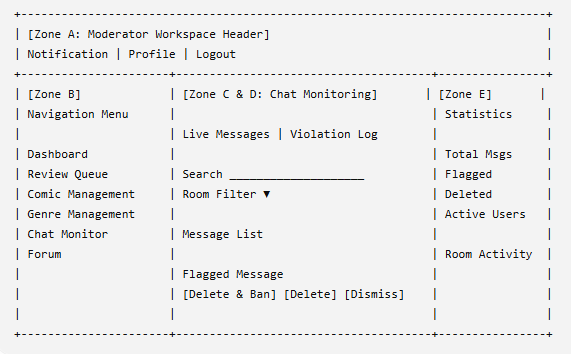 [Zone A: Moderator Workspace Header]
Notification | Profile | Logout
[Zone B] | [Zone C & D: Chat Monitoring] | [Zone E]
Navigation Menu | | Statistics
Live Messages | Violation Log
Dashboard | | Total Msgs
Review Queue | Search ____________________ | Flagged
Comic Management | Room Filter ▼ | Deleted
Genre Management | | Active Users
Chat Monitor | Message List
Forum | | Room Activity
Flagged Message
[Delete & Ban] [Delete] [Dismiss]